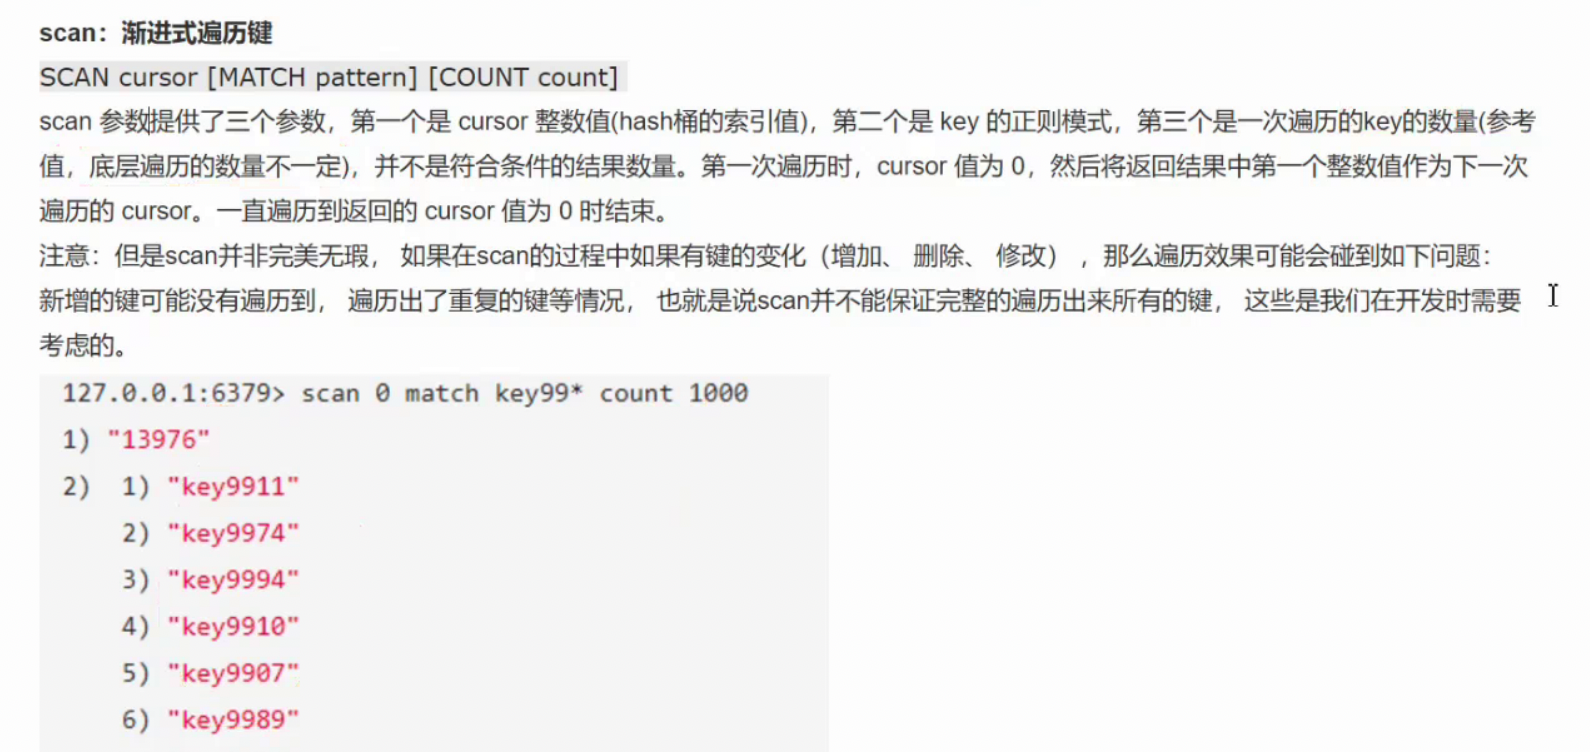 scan：渐进式遍历键
SCAN cursor [MATCH pattern] [COUNT count]
scan 参数提供了三个参数，第一个是 cursor 整数值(hash桶的索引值)，第二个是 key 的正则模式，第三个是一次遍历的key的数量(参考
值，底层遍历的数量不一定)，并不是符合条件的结果数量。第一次遍历时，cursor 值为 0，然后将返回结果中第一个整数值作为下一次
遍历的 cursor。一直遍历到返回的 cursor 值为 0 时结束。
注意：但是scan并非完美无瑕， 如果在scan的过程中如果有键的变化（增加、 删除、 修改） ，那么遍历效果可能会碰到如下问题：
新增的键可能没有遍历到， 遍历出了重复的键等情况， 也就是说scan并不能保证完整的遍历出来所有的键， 这些是我们在开发时需要
考虑的。
127.0.0.1:6379> scan 0 match key99* count 1000
1) "13976"
2) 1) "key9911"
2) "key9974"
3) "key9994"
4) "key9910"
5) "key9907"
6) "key9989"